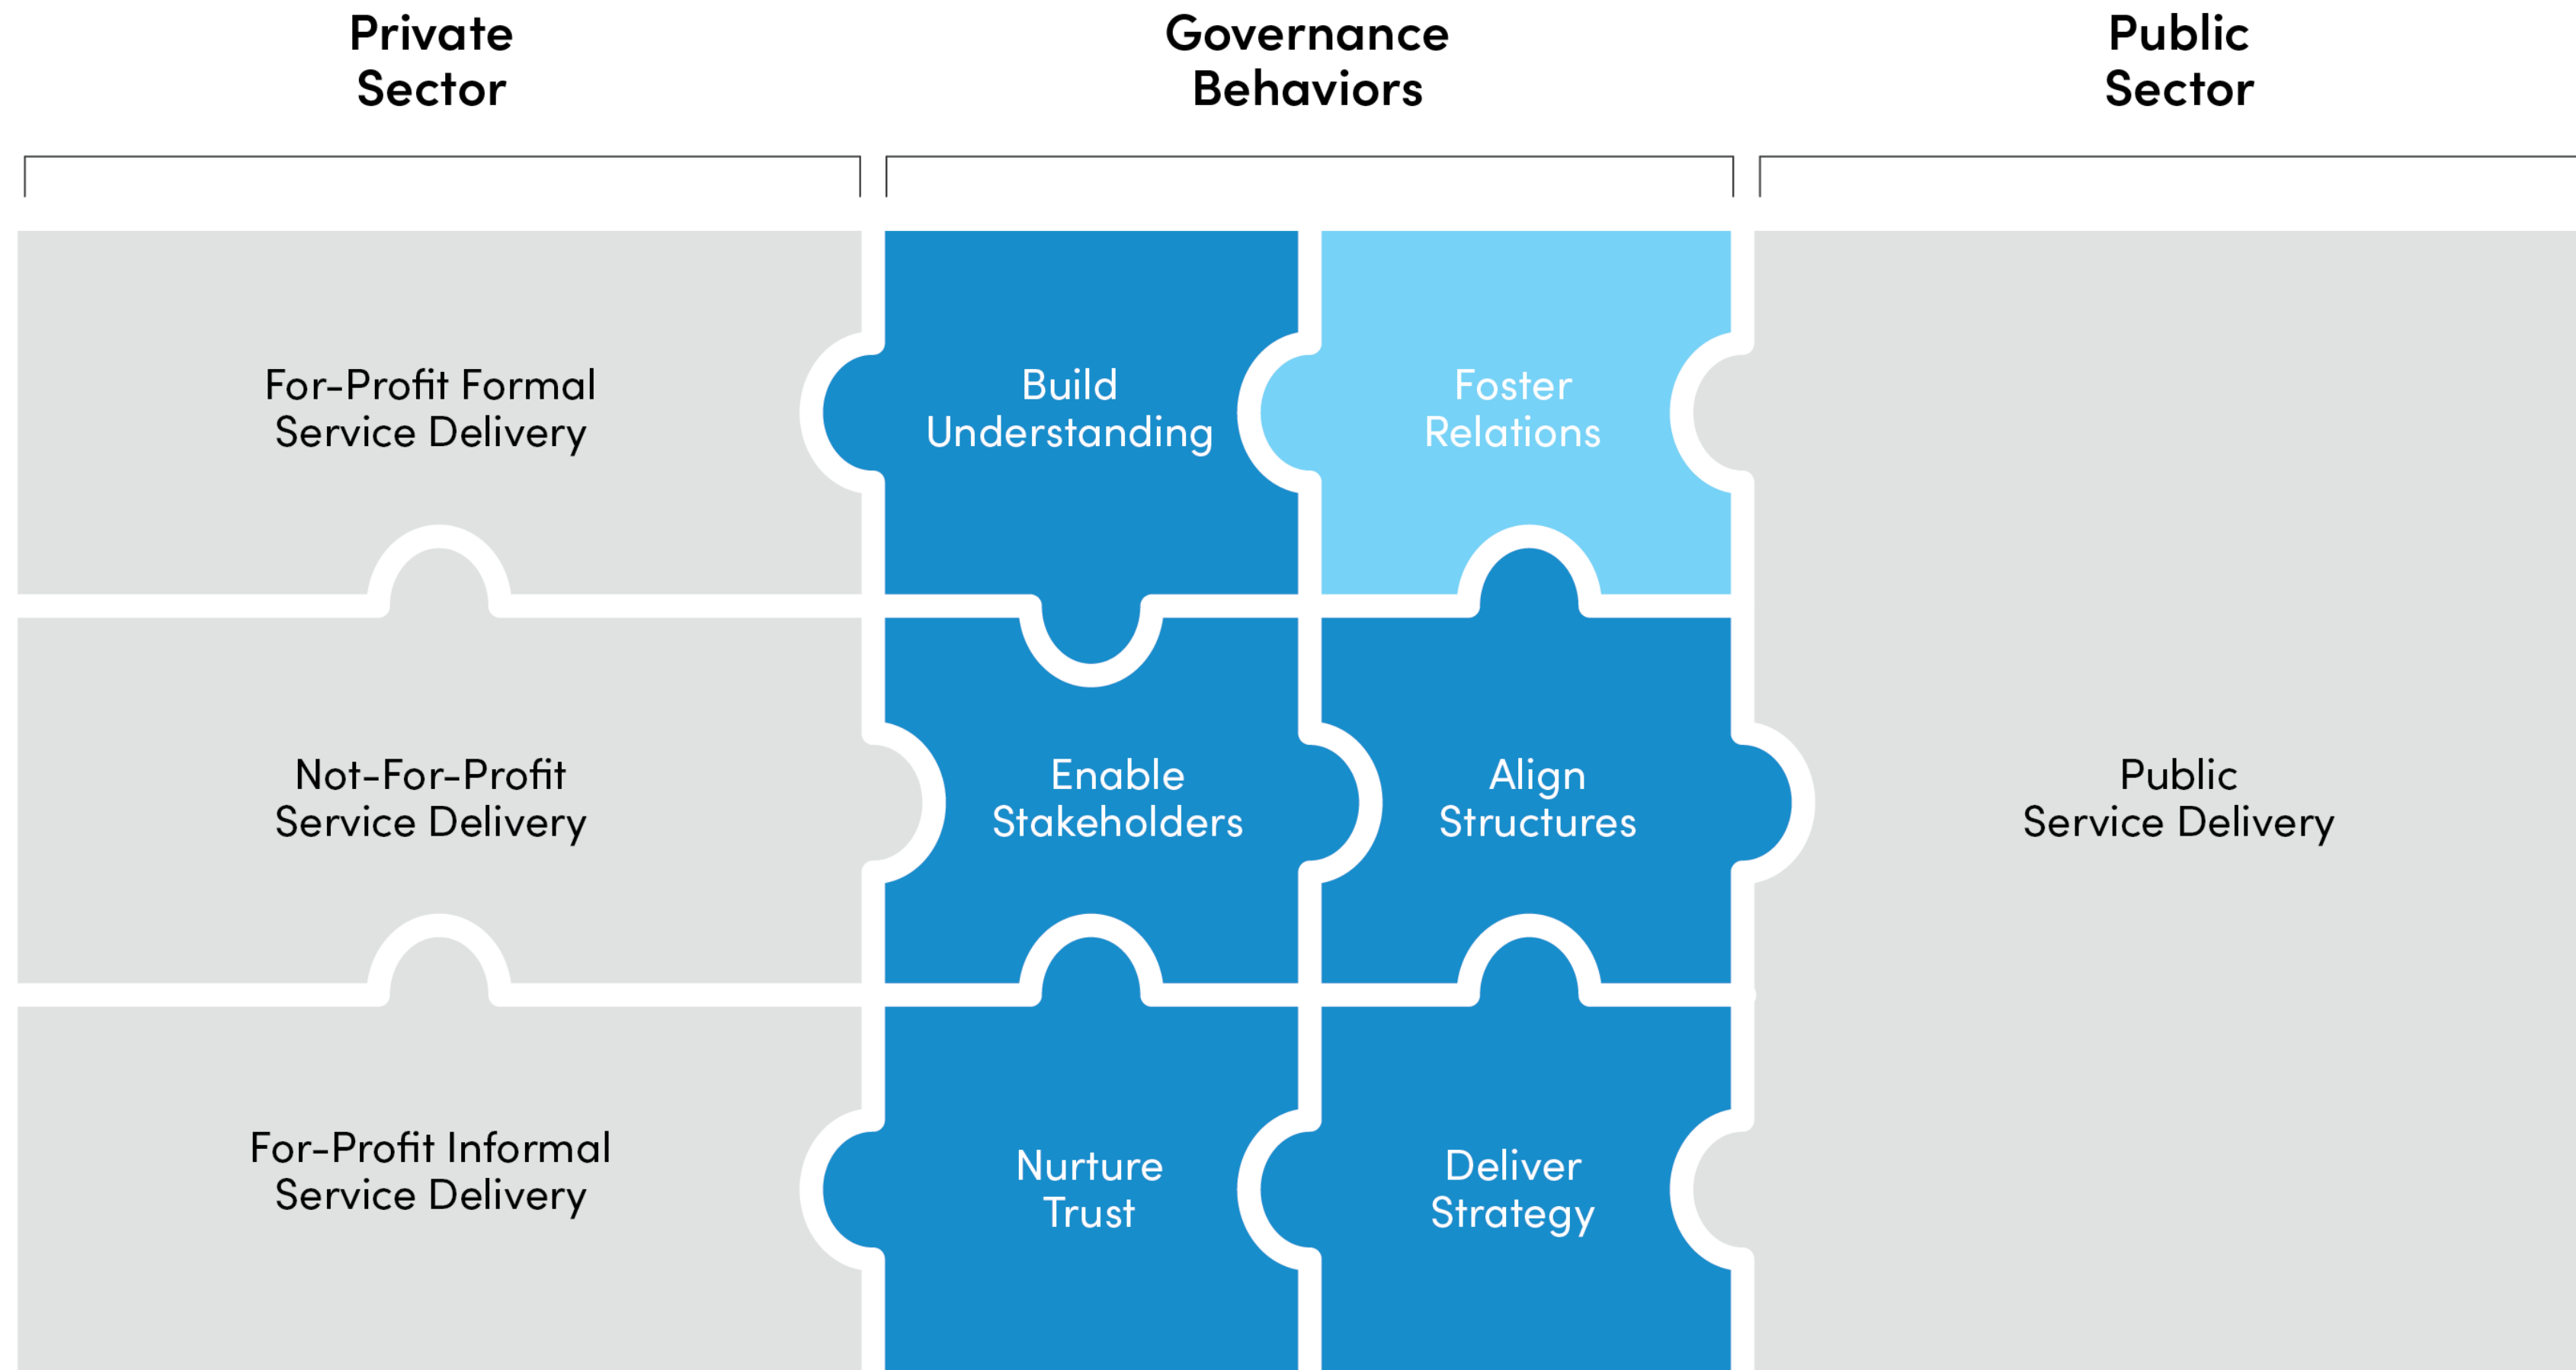 Private
Sector
Governance
Behaviors
Public
Sector
For-Profit Formal
Service Delivery
Build
Understanding
Foster
Relations
Not-For-Profit
Service Delivery
Enable
Stakeholders
Align
Structures
Public
Service Delivery
For-Profit Informal
Service Delivery
Nurture
Trust
Deliver
Strategy